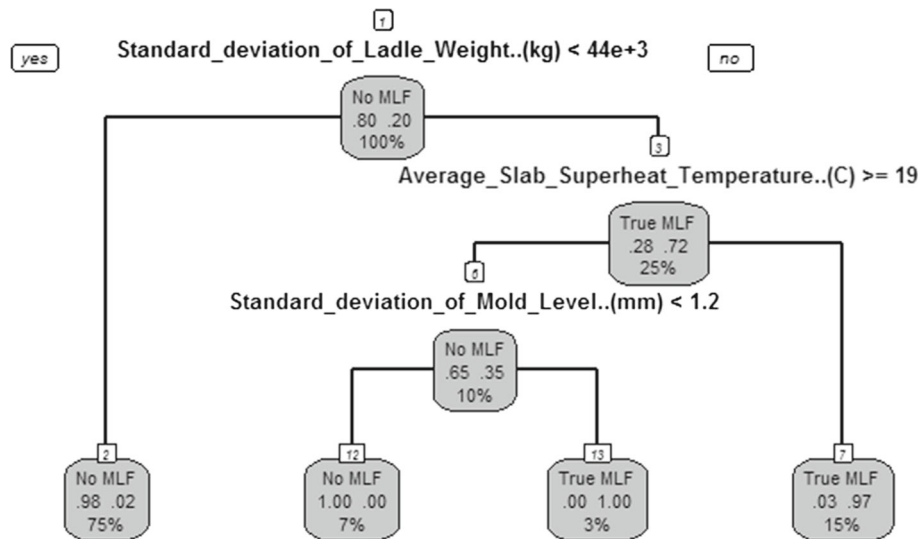 1
yes
Standard_deviation_of_Ladle_Weight..(kg) < 44e+3
no
No MLF
.80 .20
100%
3
Average_Slab_Superheat_Temperature..(C) >= 19
True MLF
.28 .72
25%
6
Standard_deviation_of_Mold_Level..(mm) < 1.2
No MLF
.65 .35
10%
2
No MLF
.98 .02
75%
12
No MLF
1.00 .00
7%
13
True MLF
.00 1.00
3%
7
True MLF
.03 .97
15%